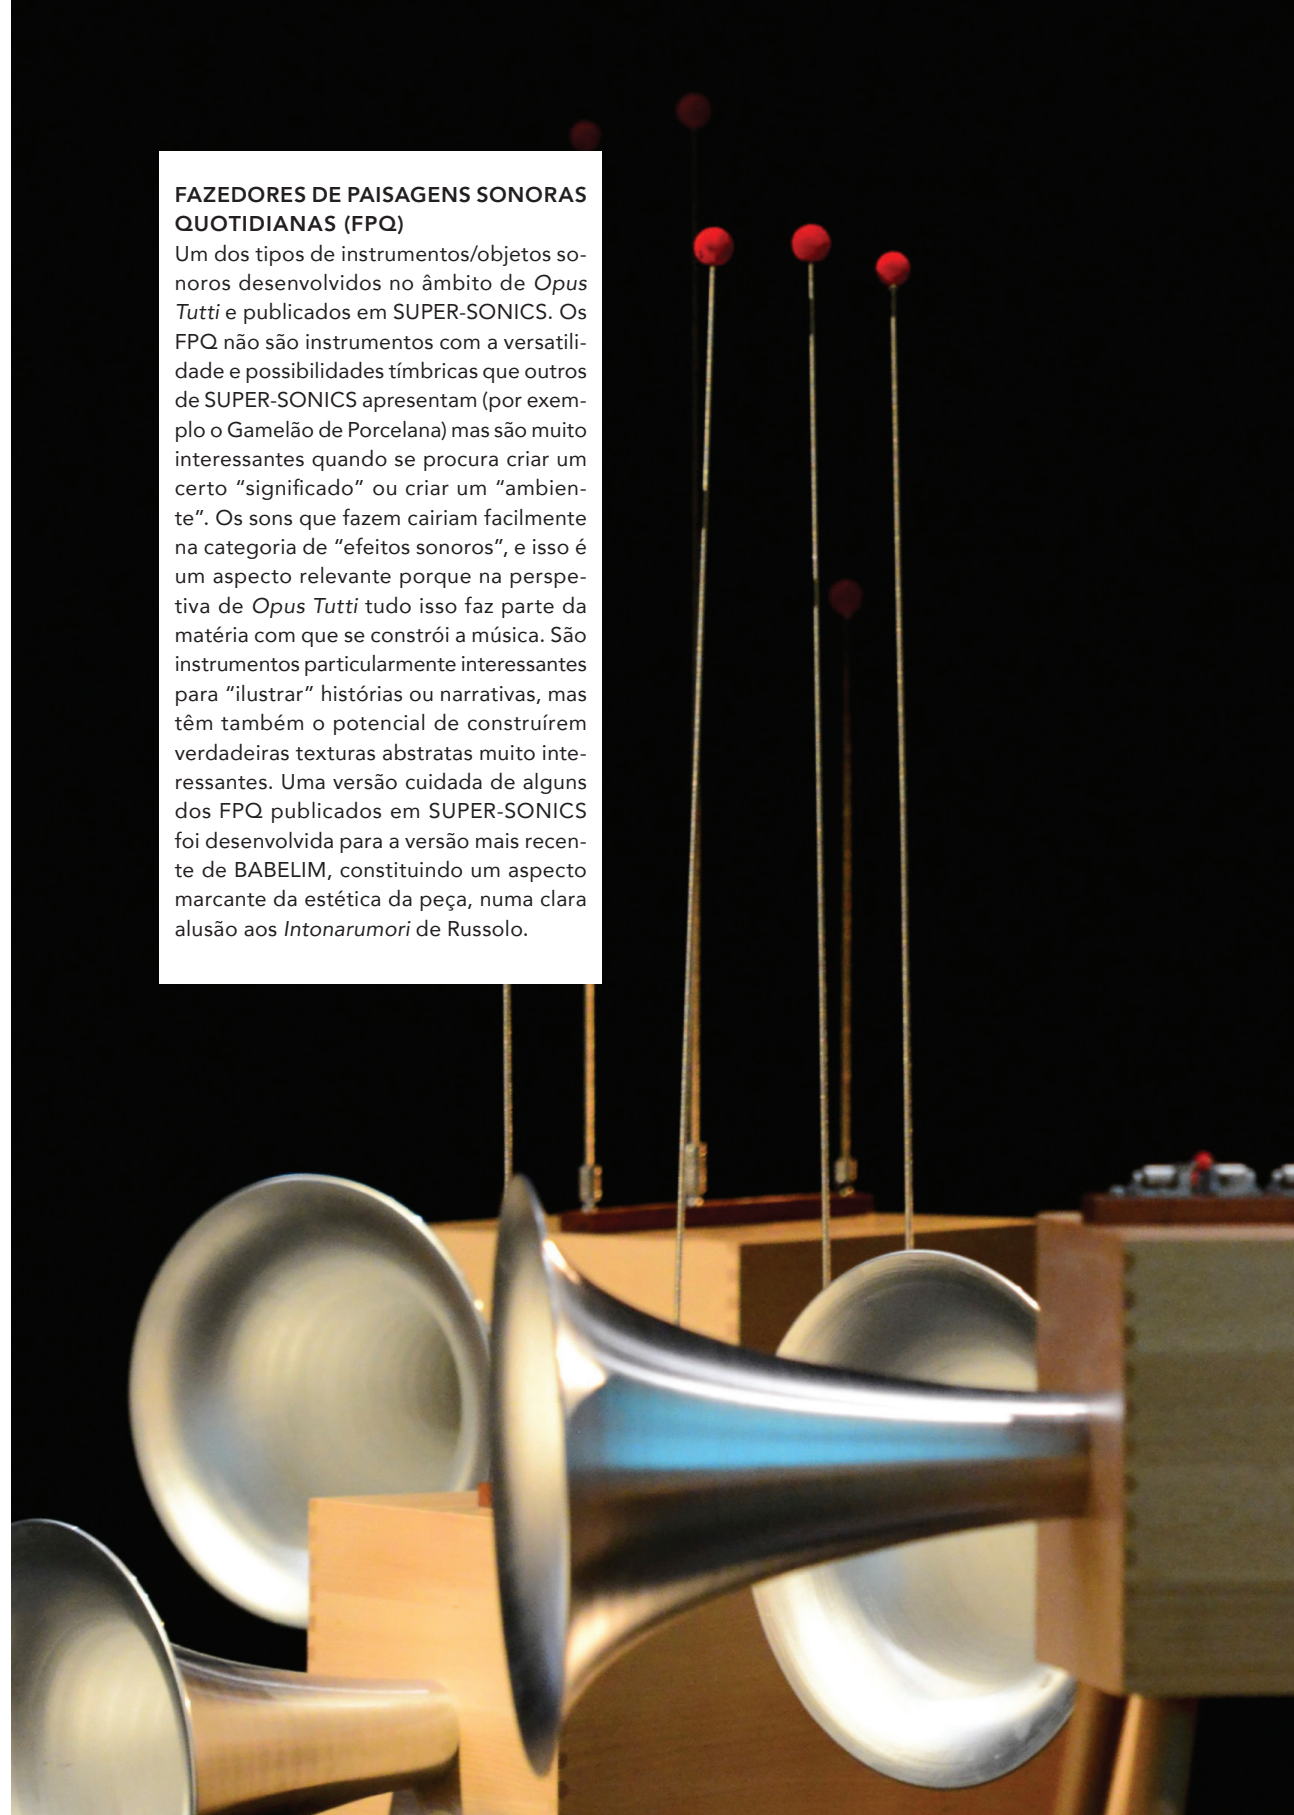 FAZEDORES DE PAISAGENS SONORAS
QUOTIDIANAS (FPQ)
Um dos tipos de instrumentos/objetos so-
noros desenvolvidos no âmbito de Opus
Tutti e publicados em SUPER-SONICS. Os
FPQ não são instrumentos com a versatili-
dade e possibilidades tímbricas que outros
de SUPER-SONICS apresentam (por exem-
plo o Gamelão de Porcelana) mas são muito
interessantes quando se procura criar um
certo “significado” ou criar um “ambien-
te”. Os sons que fazem cairiam facilmente
na categoria de “efeitos sonoros”, e isso é
um aspecto relevante porque na perspe-
tiva de Opus Tutti tudo isso faz parte da
matéria com que se constrói a música. São
instrumentos particularmente interessantes
para “ilustrar” histórias ou narrativas, mas
têm também o potencial de construírem
verdadeiras texturas abstratas muito inte-
ressantes. Uma versão cuidada de alguns
dos FPQ publicados em SUPER-SONICS
foi desenvolvida para a versão mais recen-
te de BABELIM, constituindo um aspecto
marcante da estética da peça, numa clara
alusão aos Intonarumori de Russolo.